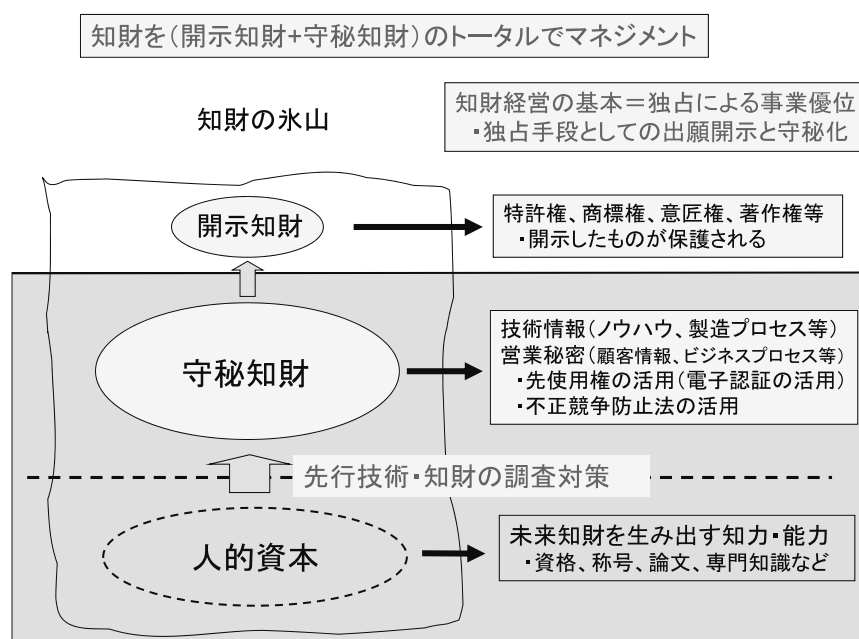 知財を(開示知財+守秘知財)のトータルでマネジメント
知財経営の基本＝独占による事業優位
・独占手段としての出願開示と守秘化
知財の氷山
開示知財
特許権、商標権、意匠権、著作権等
・開示したものが保護される
守秘知財
技術情報(ノウハウ、製造プロセス等)
営業秘密(顧客情報、ビジネスプロセス等)
・先使用権の活用(電子認証の活用)
・不正競争防止法の活用
先行技術・知財の調査対策
人的資本
未来知財を生み出す知力・能力
・資格、称号、論文、専門知識など